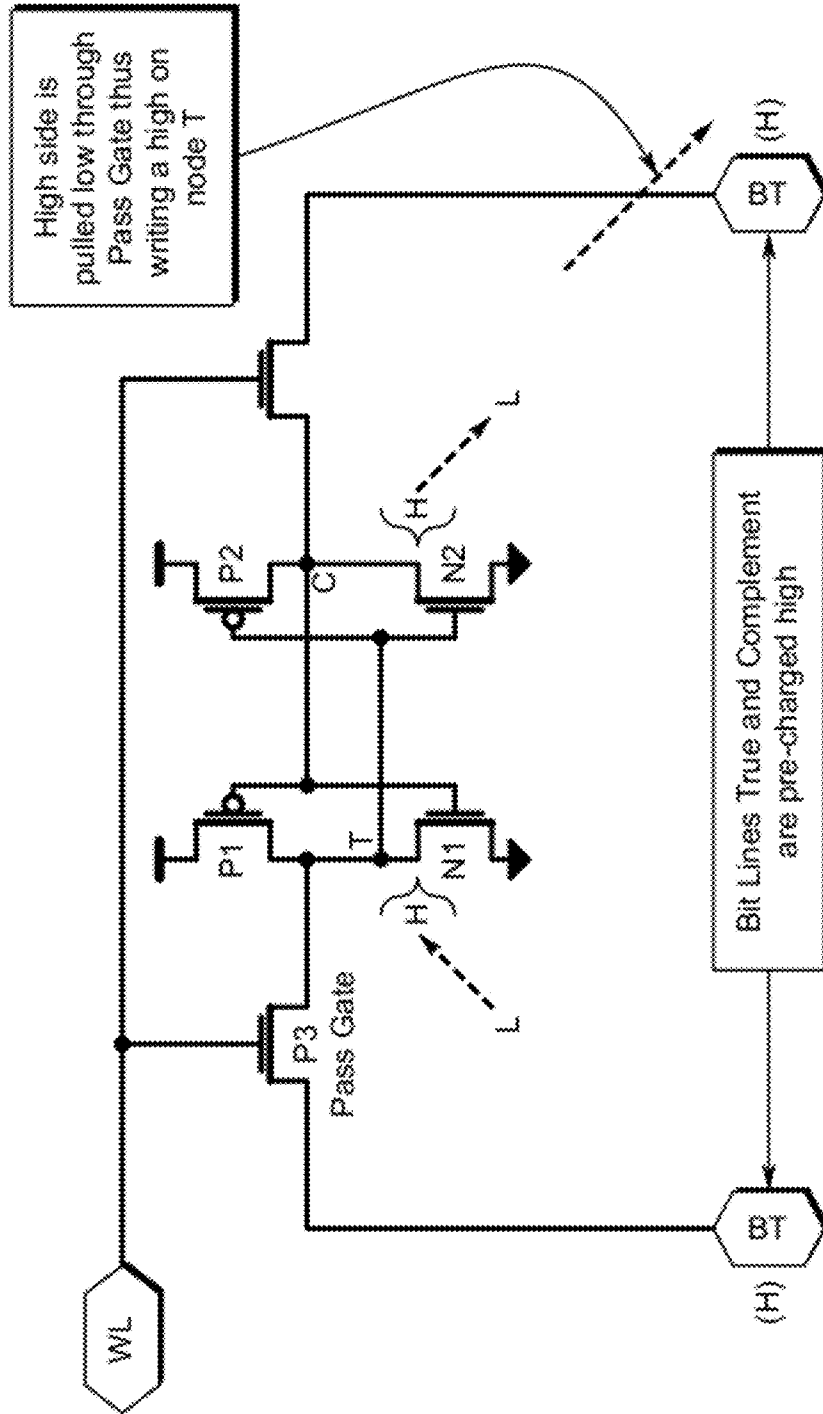 High side is
pulled low through
Pass Gate thus
writing a high on
node T
WL
P3
Pass Gate
P1
P2
T
C
H
H
N1
N2
L
L
BT
(H)
Bit Lines True and Complement
are pre-charged high
BT
(H)